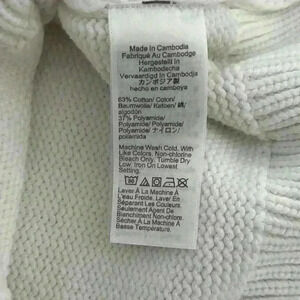 Made In Cambodia
Fabriqué Au Cambodge
Hergestellt In
Kambodscha
Vervaardigd In Cambodja
カンボジア製
hecho en camboya
63% Cotton/ Coton/
Baumwolle/ Katoen/ 綿/
algodón
37% Polyamide/
Polyamide/ Polyamid/
Polyamide/ ナイロン/
poliamida
Machine Wash Cold. With
Like Colors. Non-chlorine
Bleach Only. Tumble Dry
Low. Iron On Lowest
Setting.
Laver À La Machine À
L'eau Froide. Laver En
Séparant Les Couleurs
Seulement Agent De
Blanchiment Non-chloré.
Sécher À La Machine À
Basse Température.